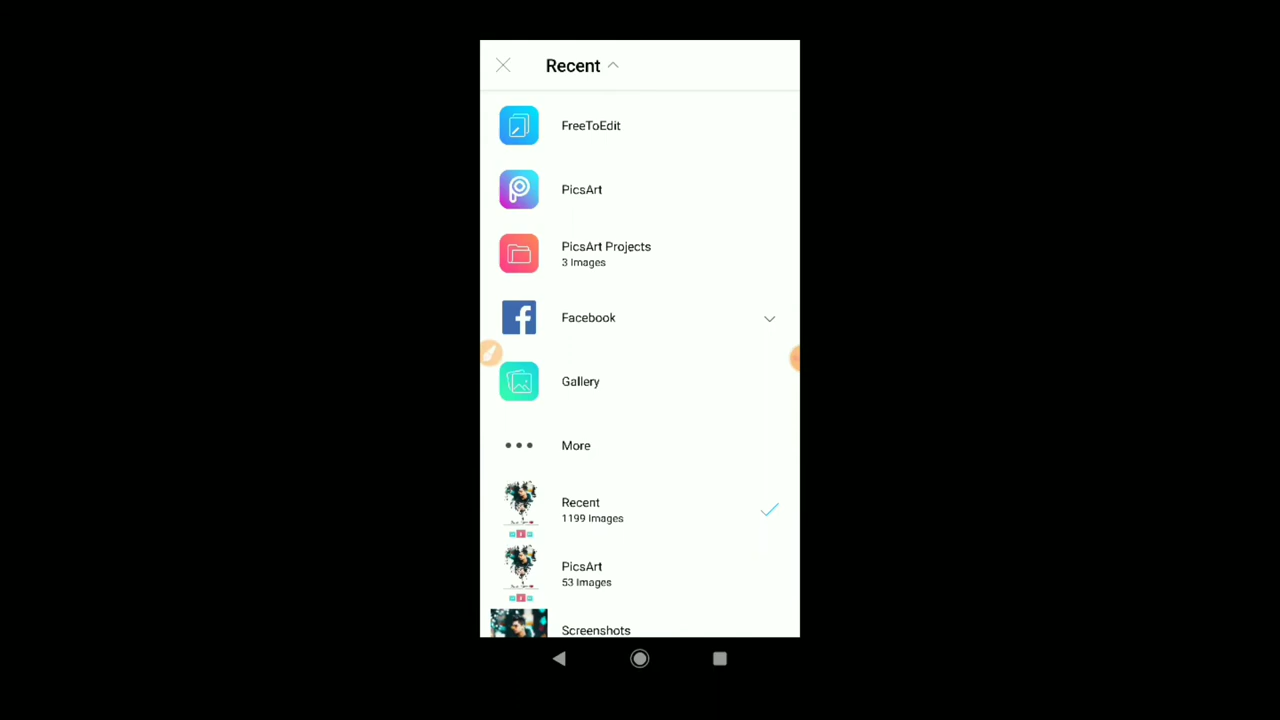 Recent
FreeToEdit
PicsArt
PicsArt Projects
3 Images
Facebook
Gallery
More
Recent
1199 Images
PicsArt
53 Images
Screenshots